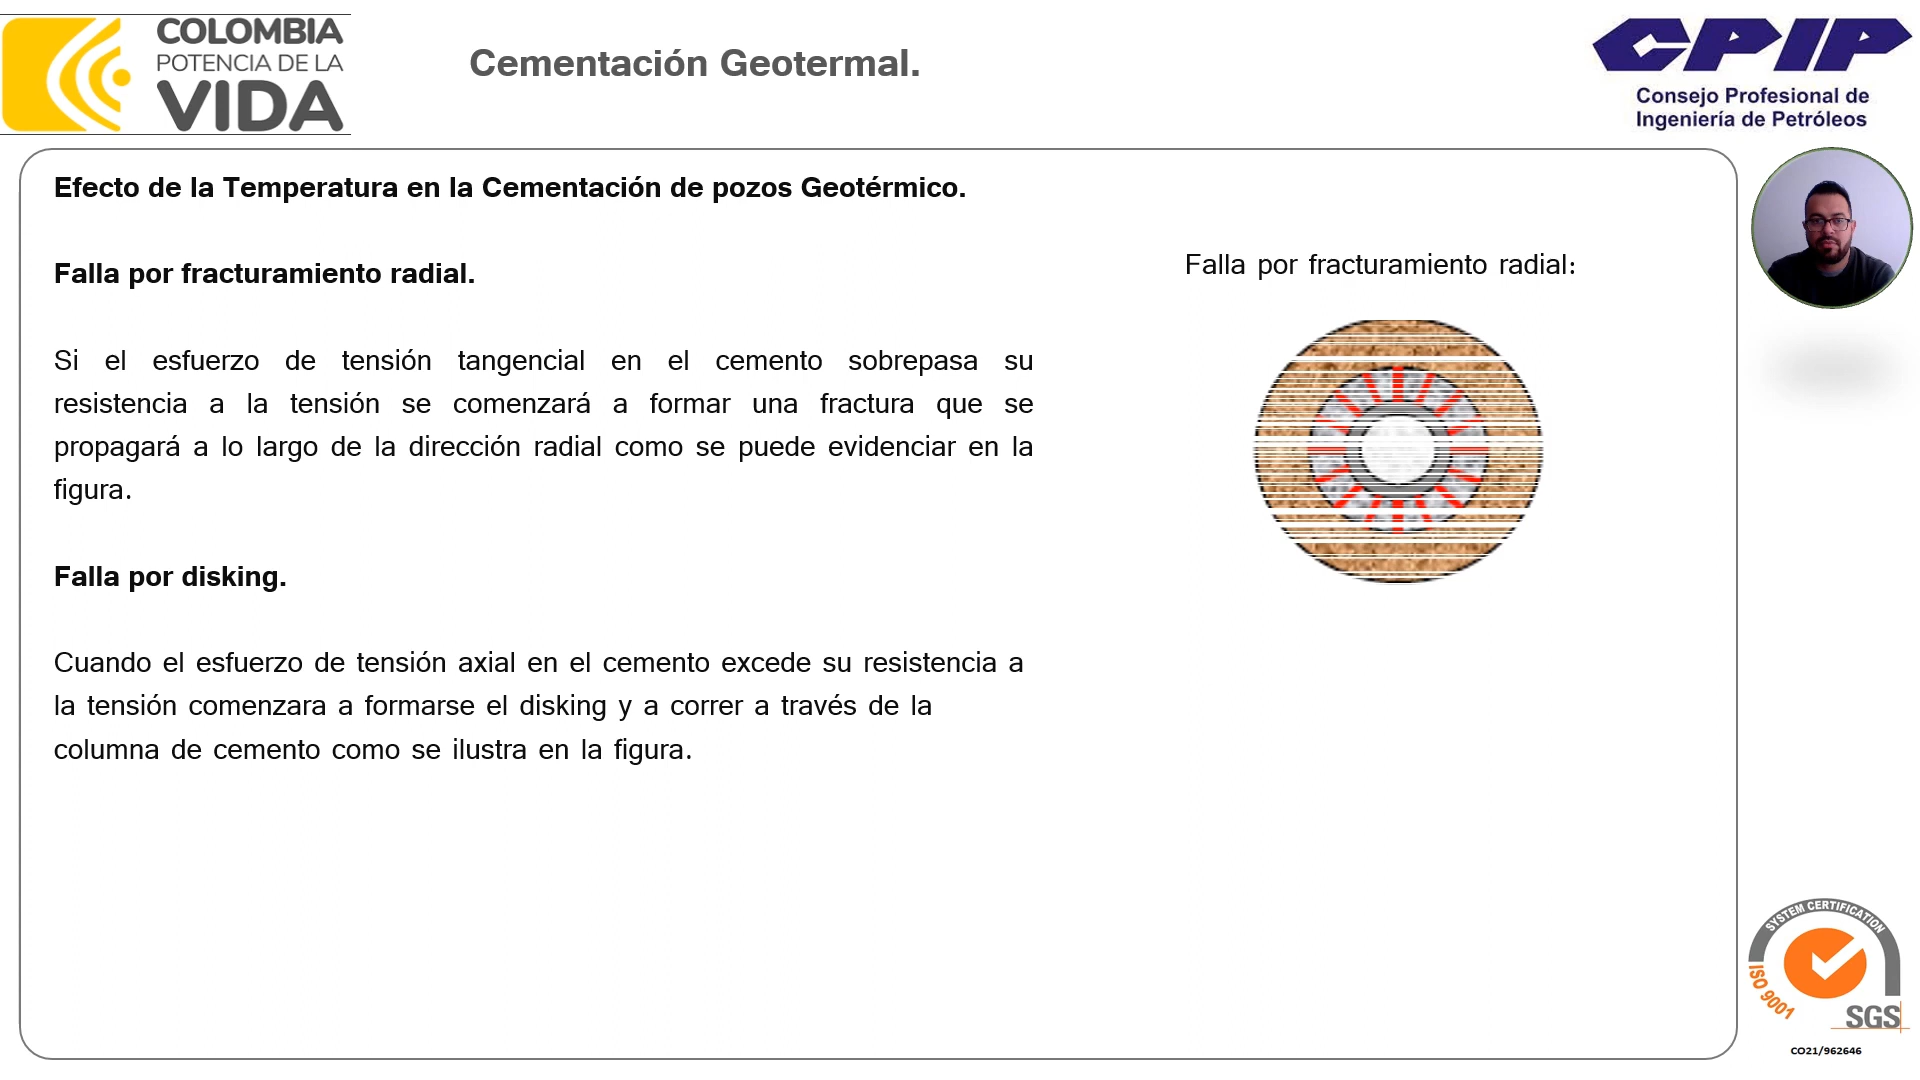 COLOMBIA
POTENCIA DE LA
VIDA
Cementación Geotermal.
CPIP
Consejo Profesional de
Ingeniería de Petróleos
Efecto de la Temperatura en la Cementación de pozos Geotérmico.
Falla por fracturamiento radial.
Si el esfuerzo de tensión tangencial en el cemento sobrepasa su
resistencia a la tensión se comenzará a formar una fractura que se
propagará a lo largo de la dirección radial como se puede evidenciar en la
figura.
Falla por disking.
Cuando el esfuerzo de tensión axial en el cemento excede su resistencia a
la tensión comenzara a formarse el disking y a correr a través de la
columna de cemento como se ilustra en la figura.
Falla por fracturamiento radial:
SYSTEM CERTIFICATION
ISO 9001
SGS
CO21/962646